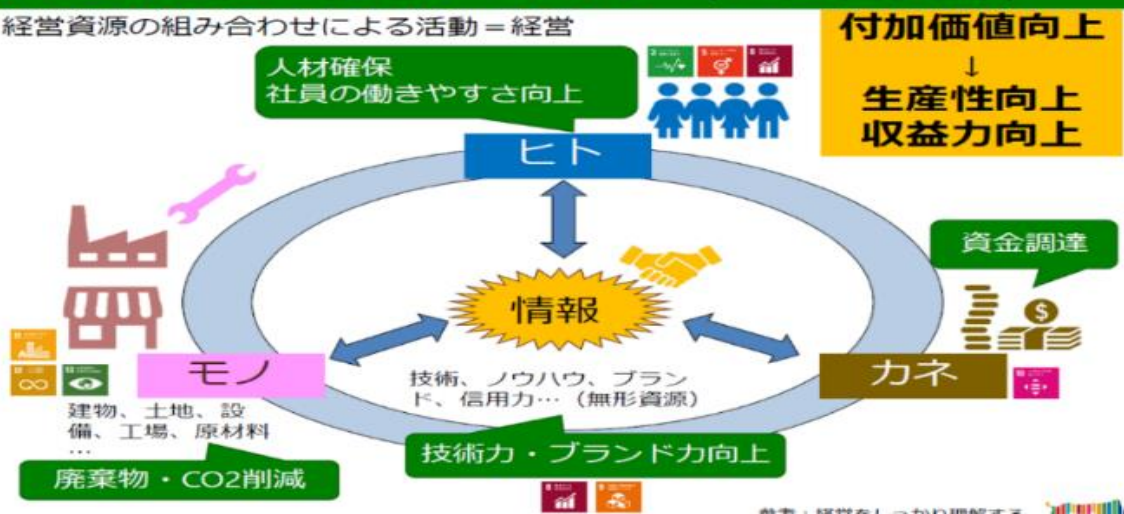 経営資源の組み合わせによる活動＝経営
付加価値向上
↓
生産性向上
収益力向上
人材確保
社員の働きやすさ向上
ヒト
資金調達
情報
モノ
カネ
技術、ノウハウ、ブラン
ド、信用力…（無形資源）
建物、土地、設
備、工場、原材料
…
技術力・ブランド力向上
廃棄物・CO2削減